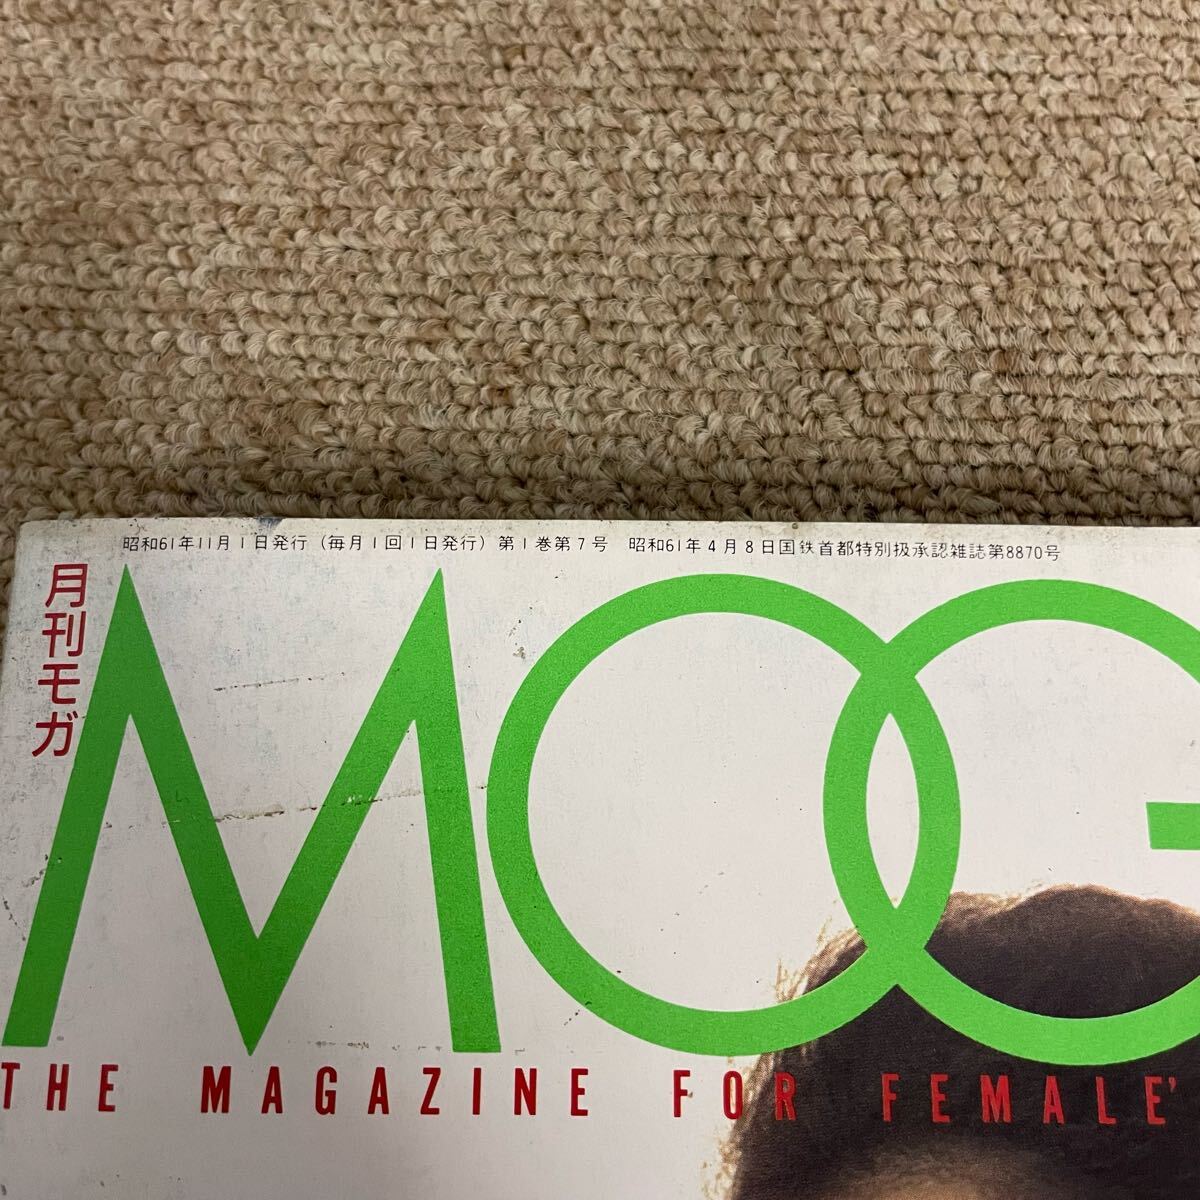 昭和61年11月1日発行（毎月1回1日発行）第1巻第7号　昭和61年4月8日国鉄首都特別扱承認雑誌第8870号
月刊モガ
MOG
THE MAGAZINE FOR FEMALE'